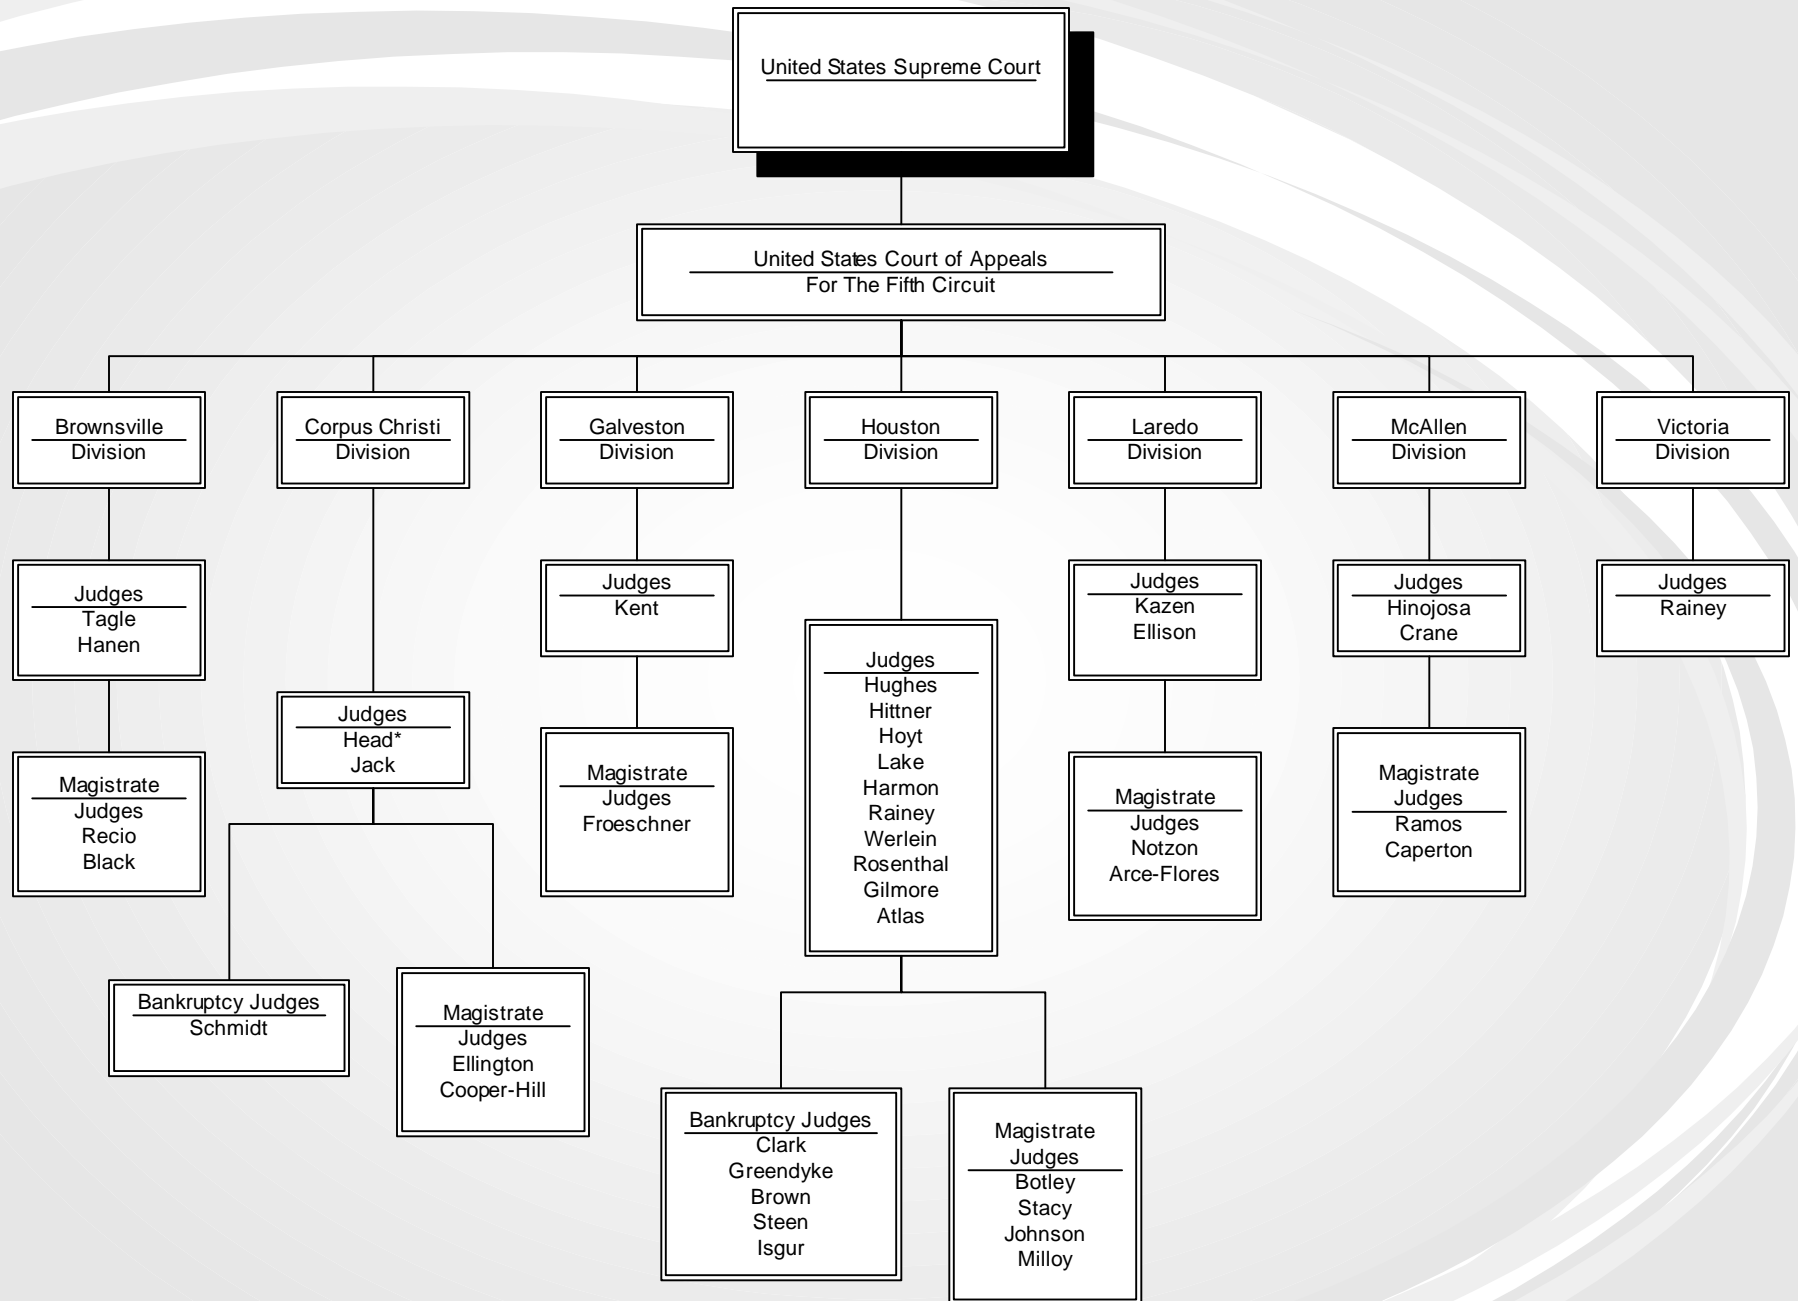 United States Supreme Court
United States Court of Appeals
For The Fifth Circuit
Brownsville
Division
Corpus Christi
Division
Galveston
Division
Houston
Division
Laredo
Division
McAllen
Division
Victoria
Division
Judges
Tagle
Hanen
Judges
Head*
Jack
Judges
Kent
Judges
Hughes
Hittner
Hoyt
Lake
Harmon
Rainey
Werlein
Rosenthal
Gilmore
Atlas
Judges
Kazen
Ellison
Judges
Hinojosa
Crane
Judges
Rainey
Magistrate
Judges
Recio
Black
Magistrate
Judges
Froeschner
Magistrate
Judges
Notzon
Arce-Flores
Magistrate
Judges
Ramos
Caperton
Bankruptcy Judges
Schmidt
Magistrate
Judges
Ellington
Cooper-Hill
Bankruptcy Judges
Clark
Greendyke
Brown
Steen
Isgur
Magistrate
Judges
Botley
Stacy
Johnson
Milloy